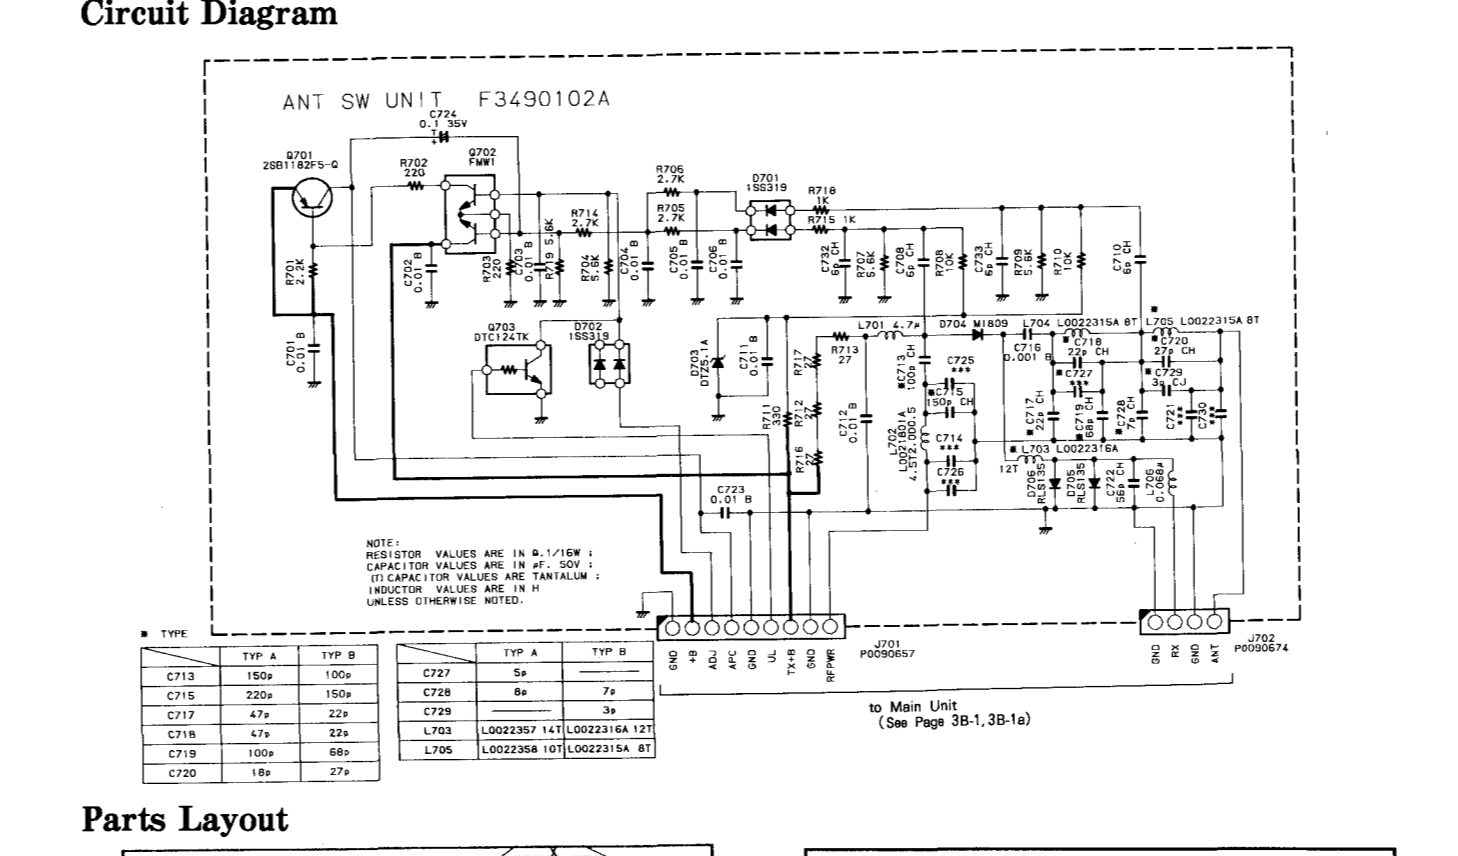 Circuit Diagram
ANT SW UNIT F3490102A
C724
0.1 35V
T
+
Q701
2SB1182F5-Q
R702
220
Q702
FMW1
R706
2.7K
R705
2.7K
D701
1SS319
R718
1K
R715 1K
R714
2.7K
R701
2.2K
C702
0.01 B
R703
220
C703
0.01 B
R719 5.6K
R704
5.6K
C704
0.01 B
C705
0.01 B
C706
0.01 B
C732
6p CH
R707
5.6K
C708
6p CH
R708
10K
C733
6p CH
R709
5.6K
R710
10K
C710
6p CH
C701
0.01 B
Q703
DTC124TK
D702
1SS319
D703
DTZ5.1A
C711
0.01 B
R717
27
R713
27
L701 4.7µ
D704 MI809
L704 L0022315A 8T
L705 L0022315A 8T
C716
0.001 B
C718
22p CH
C720
27p CH
C727
***
C729
3p CJ
C713
100p CH
C725
***
C715
150p CH
R711
330
R712
27
C712
0.01 B
C717
22p CH
C719
68p CH
C728
7p CH
C721
***
C730
***
L702
L0021801A
4.5T2.0D0.5
C714
***
C726
***
R716
27
L703 L0022316A
12T
D706
RLS135
D705
RLS135
C722
56p CH
L706
0.068µ
C723
0.01 B
NOTE:
RESISTOR VALUES ARE IN Ω.1/16W ;
CAPACITOR VALUES ARE IN µF. 50V ;
(T) CAPACITOR VALUES ARE TANTALUM ;
INDUCTOR VALUES ARE IN H
UNLESS OTHERWISE NOTED.
GND
+B
ADJ
APC
GND
UL
TX+B
GND
RFPWR
J701
P0090657
GND
RX
GND
ANT
J702
P0090674
to Main Unit
(See Page 3B-1, 3B-1a)
* TYPE
TYP A TYP B
C713 150p 100p
C715 220p 150p
C717 47p 22p
C718 47p 22p
C719 100p 68p
C720 18p 27p
TYP A TYP B
C727 5p ———
C728 8p 7p
C729 ——— 3p
L703 L0022357 14T L0022316A 12T
L705 L0022358 10T L0022315A 8T
Parts Layout